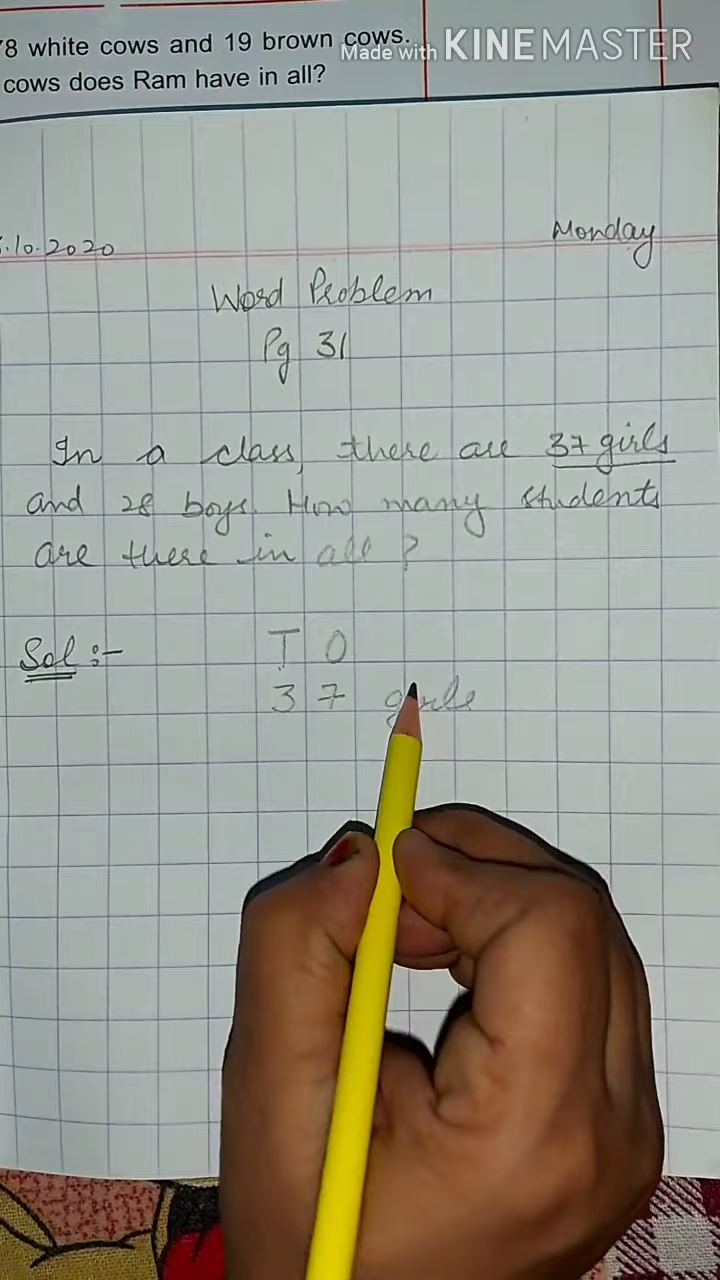 8 white cows and 19 brown cows.
Made with KINEMASTER
cows does Ram have in all?
.10.2020
Monday
Word Problem
Pg 31
In a class, there are 37 girls
and 28 boys. How many students
are there in all ?
Sol :-
T O
3 7 girls